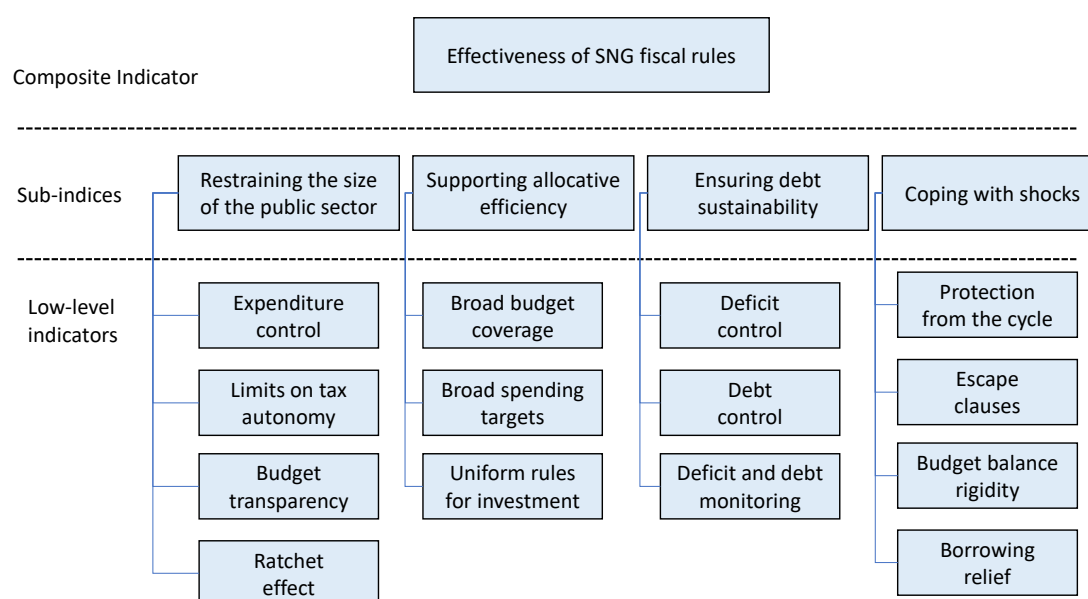 Effectiveness of SNG fiscal rules
Composite Indicator
Sub-indices
Restraining the size
of the public sector
Supporting allocative
efficiency
Ensuring debt
sustainability
Coping with shocks
Low-level
indicators
Expenditure
control
Limits on tax
autonomy
Budget
transparency
Ratchet
effect
Broad budget
coverage
Broad spending
targets
Uniform rules
for investment
Deficit
control
Debt
control
Deficit and debt
monitoring
Protection
from the cycle
Escape
clauses
Budget balance
rigidity
Borrowing
relief